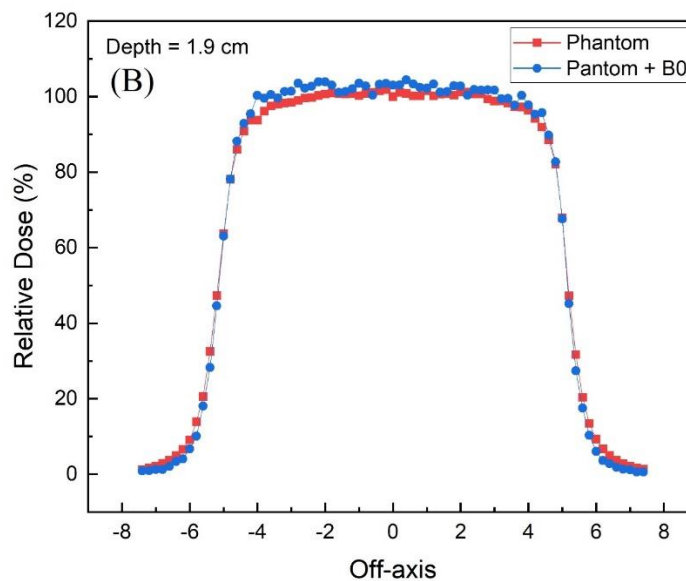 120
100
80
60
40
20
0
-8
-6
-4
-2
0
2
4
6
8
Relative Dose (%)
Off-axis
Depth = 1.9 cm
(B)
Phantom
Pantom + B0